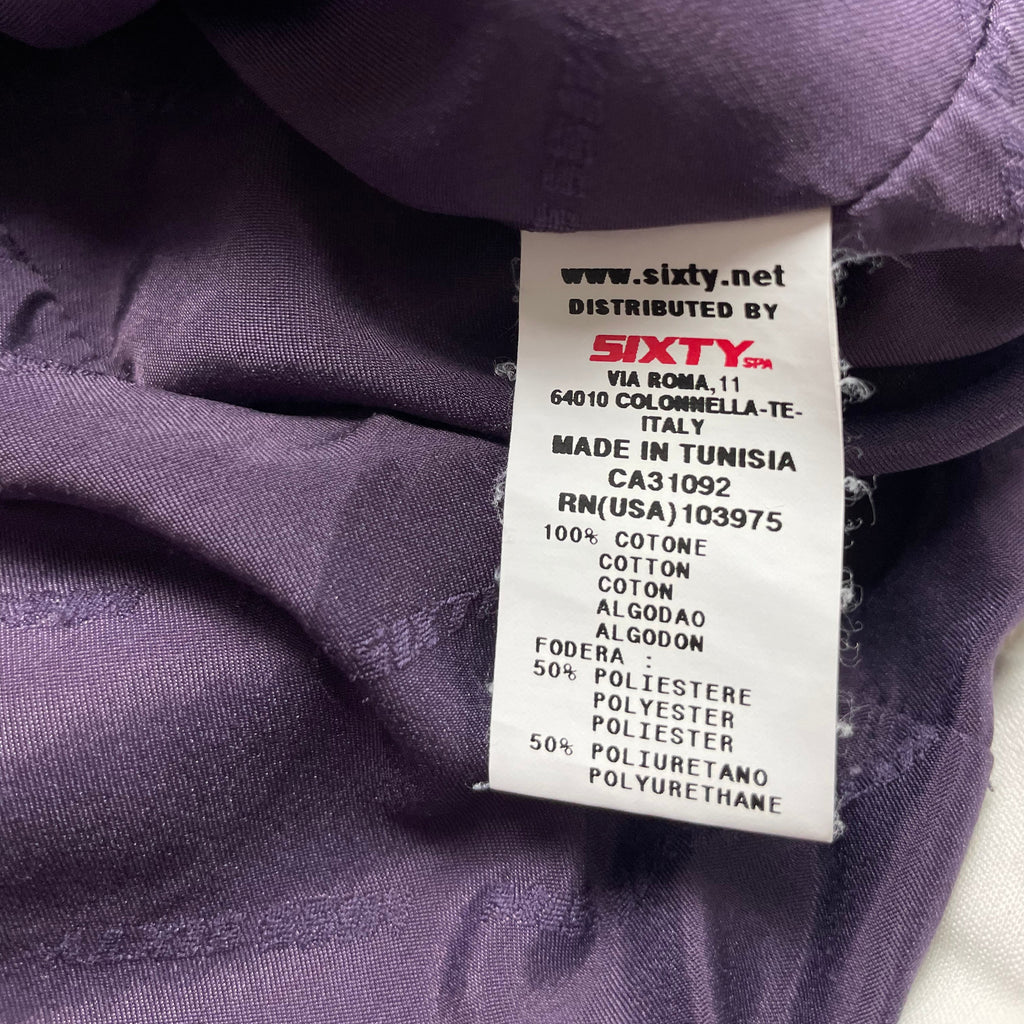 www.sixty.net
DISTRIBUTED BY
SIXTY SPA
VIA ROMA,11
64010 COLONNELLA-TE-
ITALY
MADE IN TUNISIA
CA31092
RN(USA)103975
100% COTONE
COTTON
COTON
ALGODAO
ALGODON
FODERA :
50% POLIESTERE
POLYESTER
POLIESTER
50% POLIURETANO
POLYURETHANE